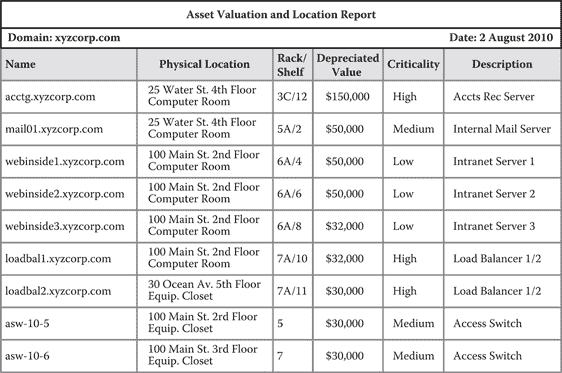 Asset Valuation and Location Report
Domain: xyzcorp.com Date: 2 August 2010
Name Physical Location Rack/ Shelf Depreciated Value Criticality Description
acctg.xyzcorp.com 25 Water St. 4th Floor Computer Room 3C/12 $150,000 High Accts Rec Server
mail01.xyzcorp.com 25 Water St. 4th Floor Computer Room 5A/2 $50,000 Medium Internal Mail Server
webinside1.xyzcorp.com 100 Main St. 2nd Floor Computer Room 6A/4 $50,000 Low Intranet Server 1
webinside2.xyzcorp.com 100 Main St. 2nd Floor Computer Room 6A/6 $50,000 Low Intranet Server 2
webinside3.xyzcorp.com 100 Main St. 2nd Floor Computer Room 6A/8 $32,000 Low Intranet Server 3
loadbal1.xyzcorp.com 100 Main St. 2nd Floor Computer Room 7A/10 $32,000 High Load Balancer 1/2
loadbal2.xyzcorp.com 30 Ocean Av. 5th Floor Equip. Closet 7A/11 $30,000 High Load Balancer 1/2
asw-10-5 100 Main St. 2rd Floor Equip. Closet 5 $30,000 Medium Access Switch
asw-10-6 100 Main St. 3rd Floor Equip. Closet 7 $30,000 Medium Access Switch